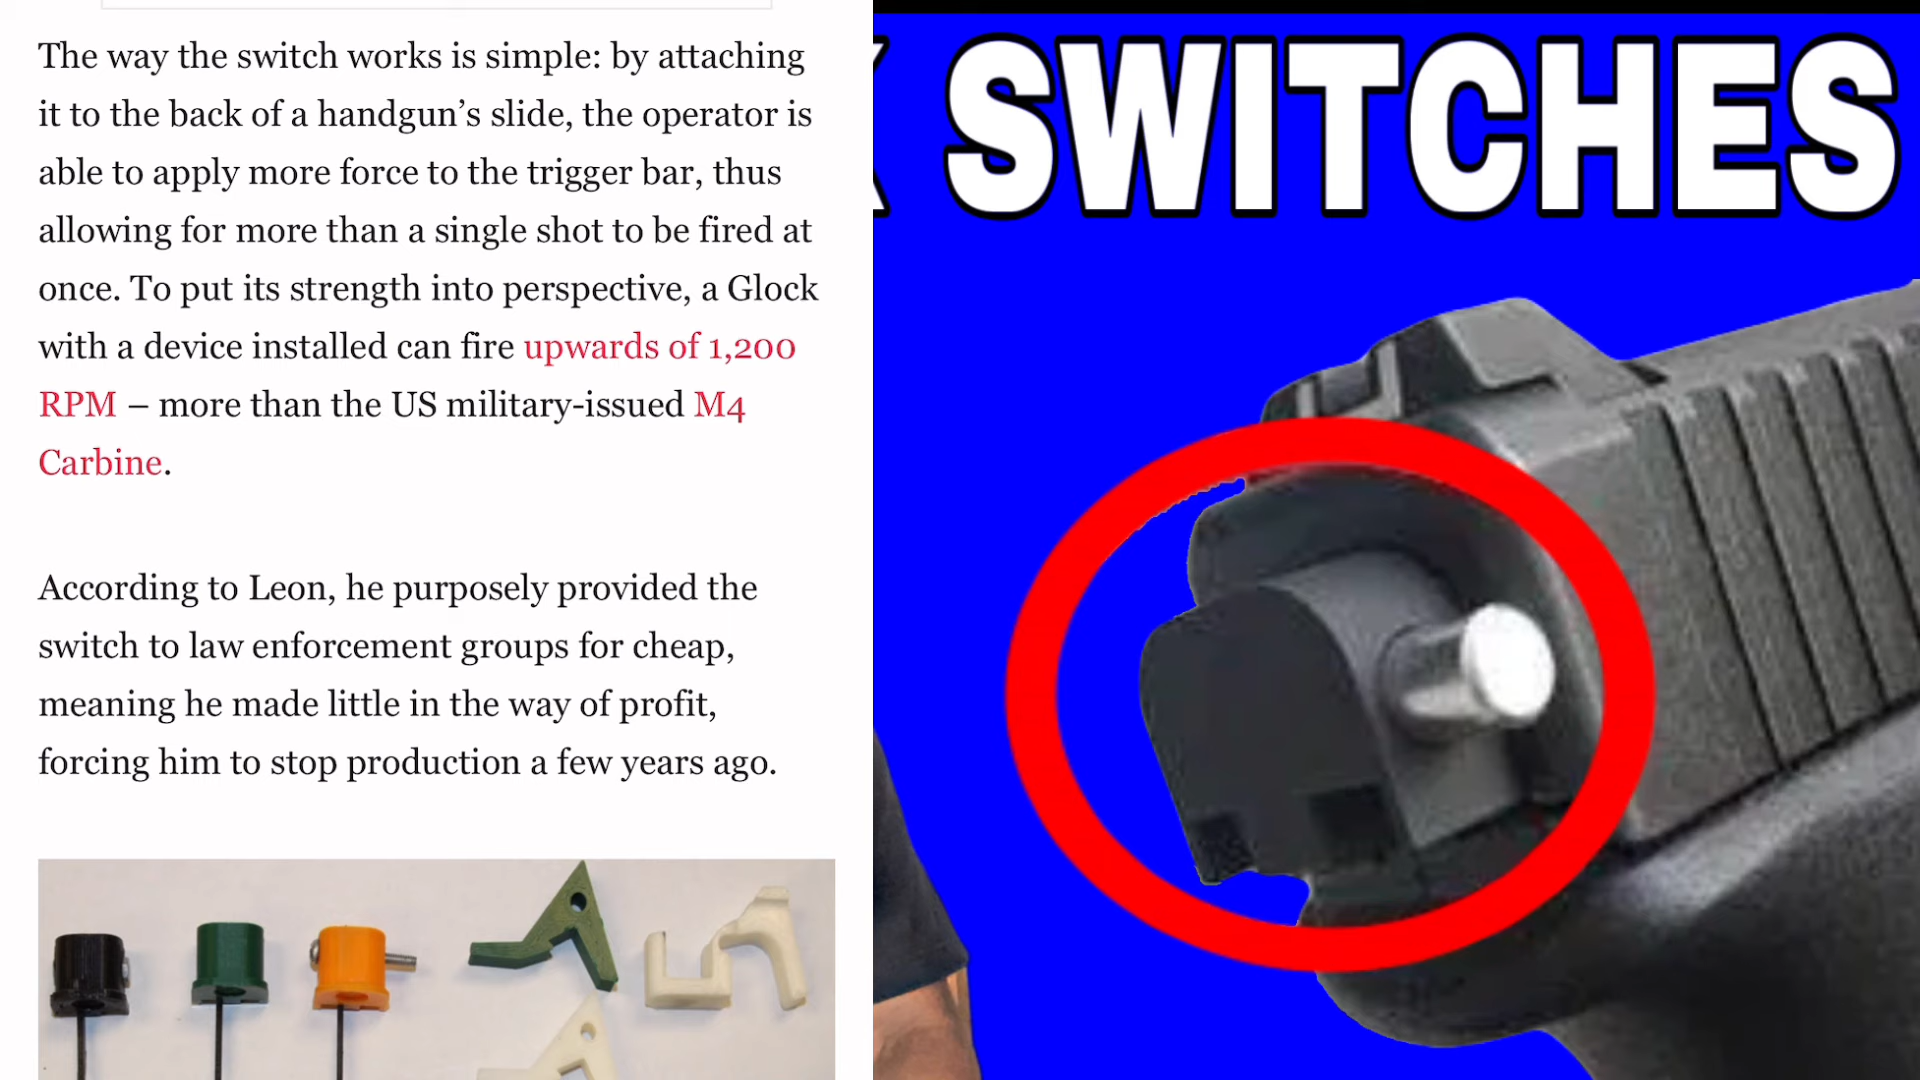 The way the switch works is simple: by attaching
it to the back of a handgun’s slide, the operator is
able to apply more force to the trigger bar, thus
allowing for more than a single shot to be fired at
once. To put its strength into perspective, a Glock
with a device installed can fire upwards of 1,200
RPM – more than the US military-issued M4
Carbine.
According to Leon, he purposely provided the
switch to law enforcement groups for cheap,
meaning he made little in the way of profit,
forcing him to stop production a few years ago.
SWITCHES